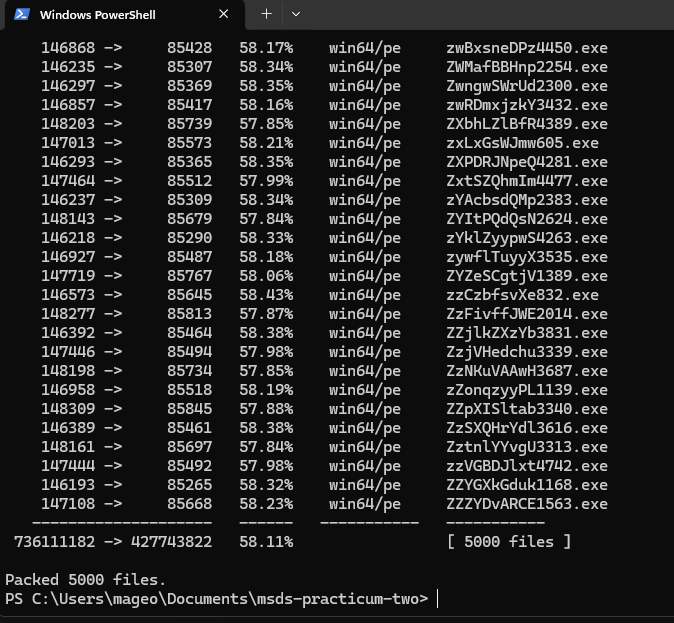 Windows PowerShell
146868 -> 85428 58.17% win64/pe zwBxsneDPz4450.exe
146235 -> 85307 58.34% win64/pe ZWMafBBHnp2254.exe
146297 -> 85369 58.35% win64/pe ZwngwSWrUd2300.exe
146857 -> 85417 58.16% win64/pe zwRDmxjzkY3432.exe
148203 -> 85739 57.85% win64/pe ZXbhLZlBfR4389.exe
147013 -> 85573 58.21% win64/pe zxLxGsWJmw605.exe
146293 -> 85365 58.35% win64/pe ZXPDRJNpeQ4281.exe
147464 -> 85512 57.99% win64/pe ZxtSZQhmIm4477.exe
146237 -> 85309 58.34% win64/pe zYAcbsdQMp2383.exe
148143 -> 85679 57.84% win64/pe ZYItPQdQsN2624.exe
146218 -> 85290 58.33% win64/pe zYklZyypwS4263.exe
146927 -> 85487 58.18% win64/pe zywflTuyyX3535.exe
147719 -> 85767 58.06% win64/pe ZYZeSCgtjV1389.exe
146573 -> 85645 58.43% win64/pe zzCzbfsvXe832.exe
148277 -> 85813 57.87% win64/pe ZzFivffJWE2014.exe
146392 -> 85464 58.38% win64/pe ZZjlkZXzYb3831.exe
147446 -> 85494 57.98% win64/pe ZzjVHedchu3339.exe
148198 -> 85734 57.85% win64/pe ZzNKuVAAwH3687.exe
146958 -> 85518 58.19% win64/pe zZonqzyyPL1139.exe
148309 -> 85845 57.88% win64/pe ZZpXISltab3340.exe
146389 -> 85461 58.38% win64/pe ZzSXQHrYdl3616.exe
148161 -> 85697 57.84% win64/pe ZztnlYYvgU3313.exe
147444 -> 85492 57.98% win64/pe zzVGBDJlxt4742.exe
146193 -> 85265 58.32% win64/pe ZZYGXkGduk1168.exe
147108 -> 85668 58.23% win64/pe ZZZYDvARCE1563.exe
-------------------- ------ ----------- -----------
736111182 -> 427743822 58.11% [ 5000 files ]
Packed 5000 files.
PS C:\Users\mageo\Documents\msds-practicum-two>